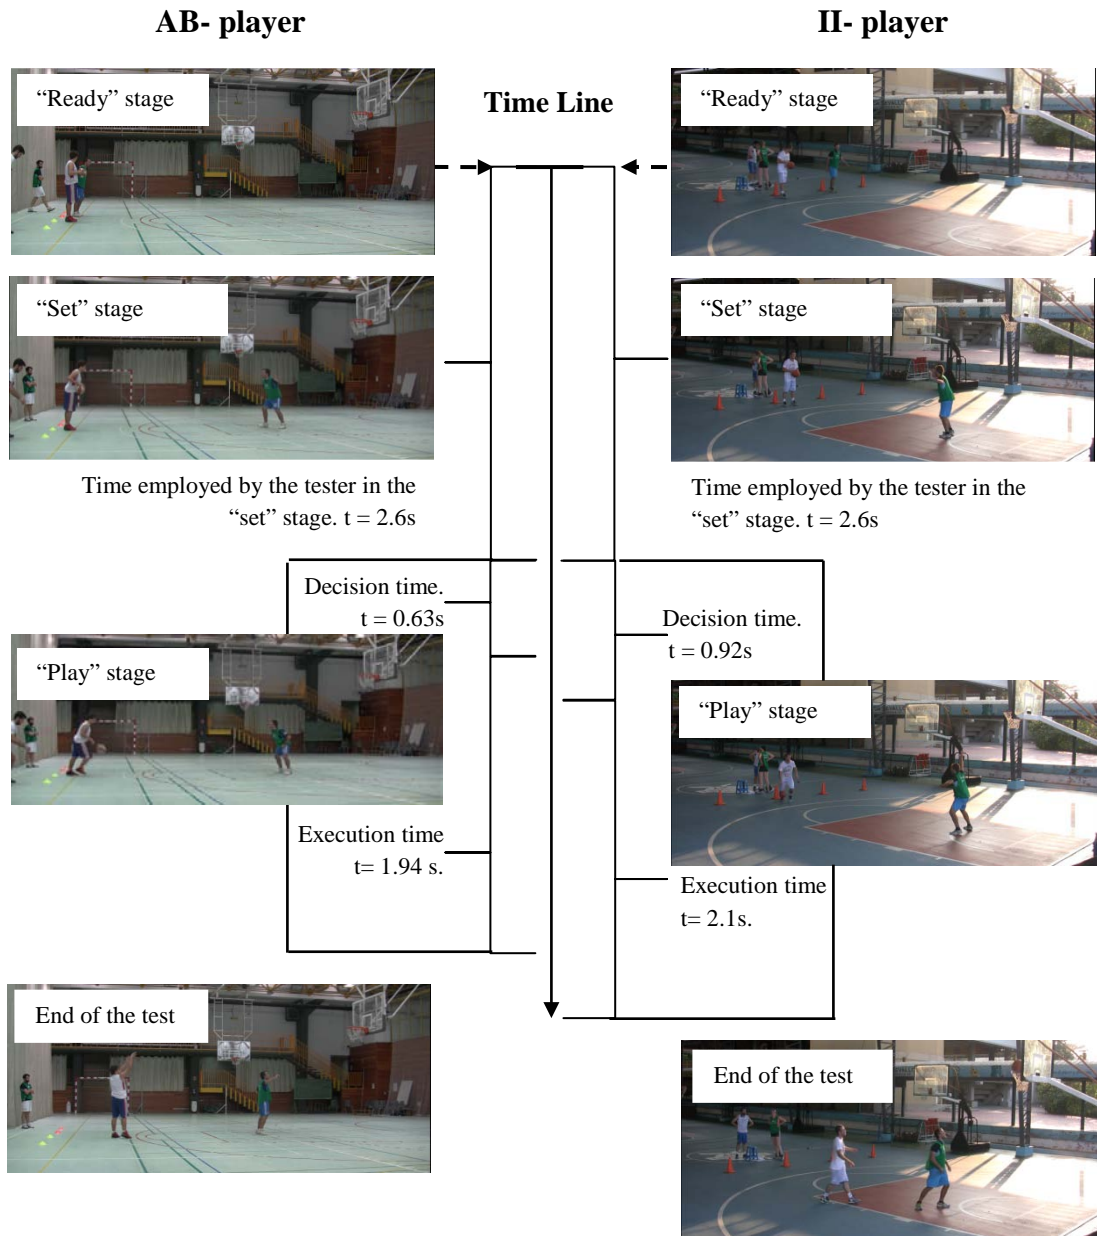 AB- player
II- player
Time Line
“Ready” stage
“Ready” stage
“Set” stage
“Set” stage
Time employed by the tester in the
“set” stage. t = 2.6s
Time employed by the tester in the
“set” stage. t = 2.6s
Decision time.
t = 0.63s
Decision time.
t = 0.92s
“Play” stage
“Play” stage
Execution time
t= 1.94 s.
Execution time
t= 2.1s.
End of the test
End of the test